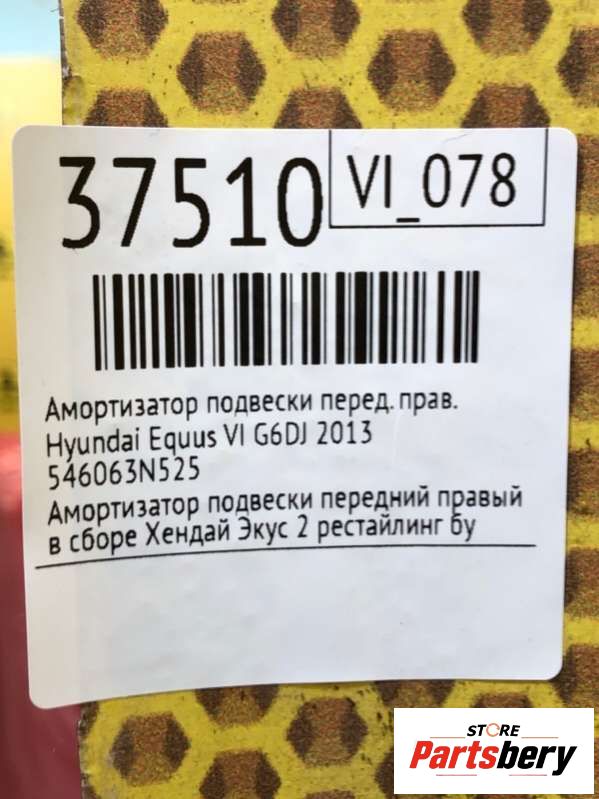 37510
VI_078
Амортизатор подвески перед. прав.
Hyundai Equus VI G6DJ 2013
546063N525
Амортизатор подвески передний правый
в сборе Хендай Экус 2 рестайлинг бу
STORE
Partsbery